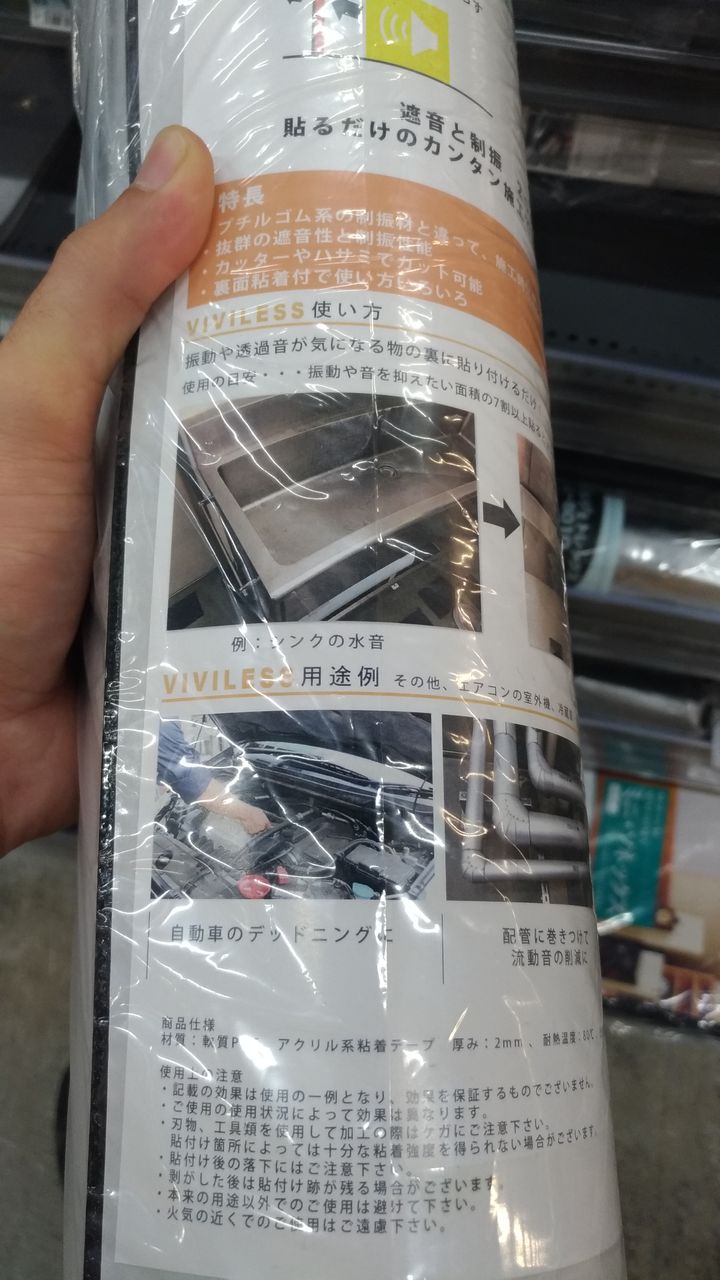 す
遮音と制振
貼るだけのカンタン施工
特長
・ブチルゴム系の制振材と違って、施工
・抜群の遮音性と制振性能
・カッターやハサミでカット可能
・裏面粘着付で使い方いろいろ
VIVILESS 使い方
振動や透過音が気になる物の裏に貼り付けるだけ
使用の目安・・・振動や音を抑えたい面積の7割以上貼る
例:シンクの水音
VIVILESS 用途例 その他、エアコンの室外機、冷蔵
自動車のデッドニングに
配管に巻きつけて
流動音の削減に
商品仕様
材質:軟質P アクリル系粘着テープ 厚み:2mm 、 耐熱温度:80℃
使用上の注意
・記載の効果は使用の一例となり、効果を保証するものでございません。
・ご使用の使用状況によって効果は異なります。
・刃物、工具類を使用して加工の際はケガにご注意下さい。
貼付け箇所によっては十分な粘着強度を得られない場合がございます。
・貼付け後の落下にはご注意下さい。
・剥がした後は貼付け跡が残る場合がございます。
・本来の用途以外でのご使用は避けて下さい。
・火気の近くでのご使用はご遠慮下さい。